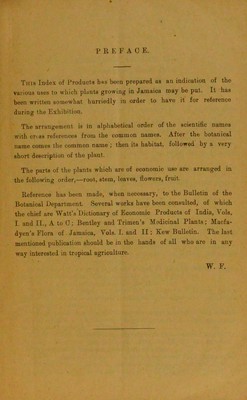 PREFACE.
This Index of Products has been prepared as an indication of the
various uses to which plants growing in Jamaica may be put. It has
been written somewhat hurriedly in order to have it for reference
during the Exhibition.
The arrangement is in alphabetical order of the scientific names
with cross references from the common names. After the botanical
name comes the common name; then its habitat, followed by a very
short description of the plant.
The parts of the plants which are of economic use are arranged in
the following order,—root, stem, leaves, flowers, fruit.
Reference has been made, when necessary, to the Bulletin of the
Botanical Department. Several works have been consulted, of which
the chief are Watt's Dictionary of Economic Products of India, Vols.
I. and II., A to C; Bentley and Trimen's Medicinal Plants; Macfa-
dyen's Flora of Jamaica, Vols. I. and II; Kew Bulletin. The last
mentioned publication should be in the hands of all who are in any
way interested in tropical agriculture.
W. F.